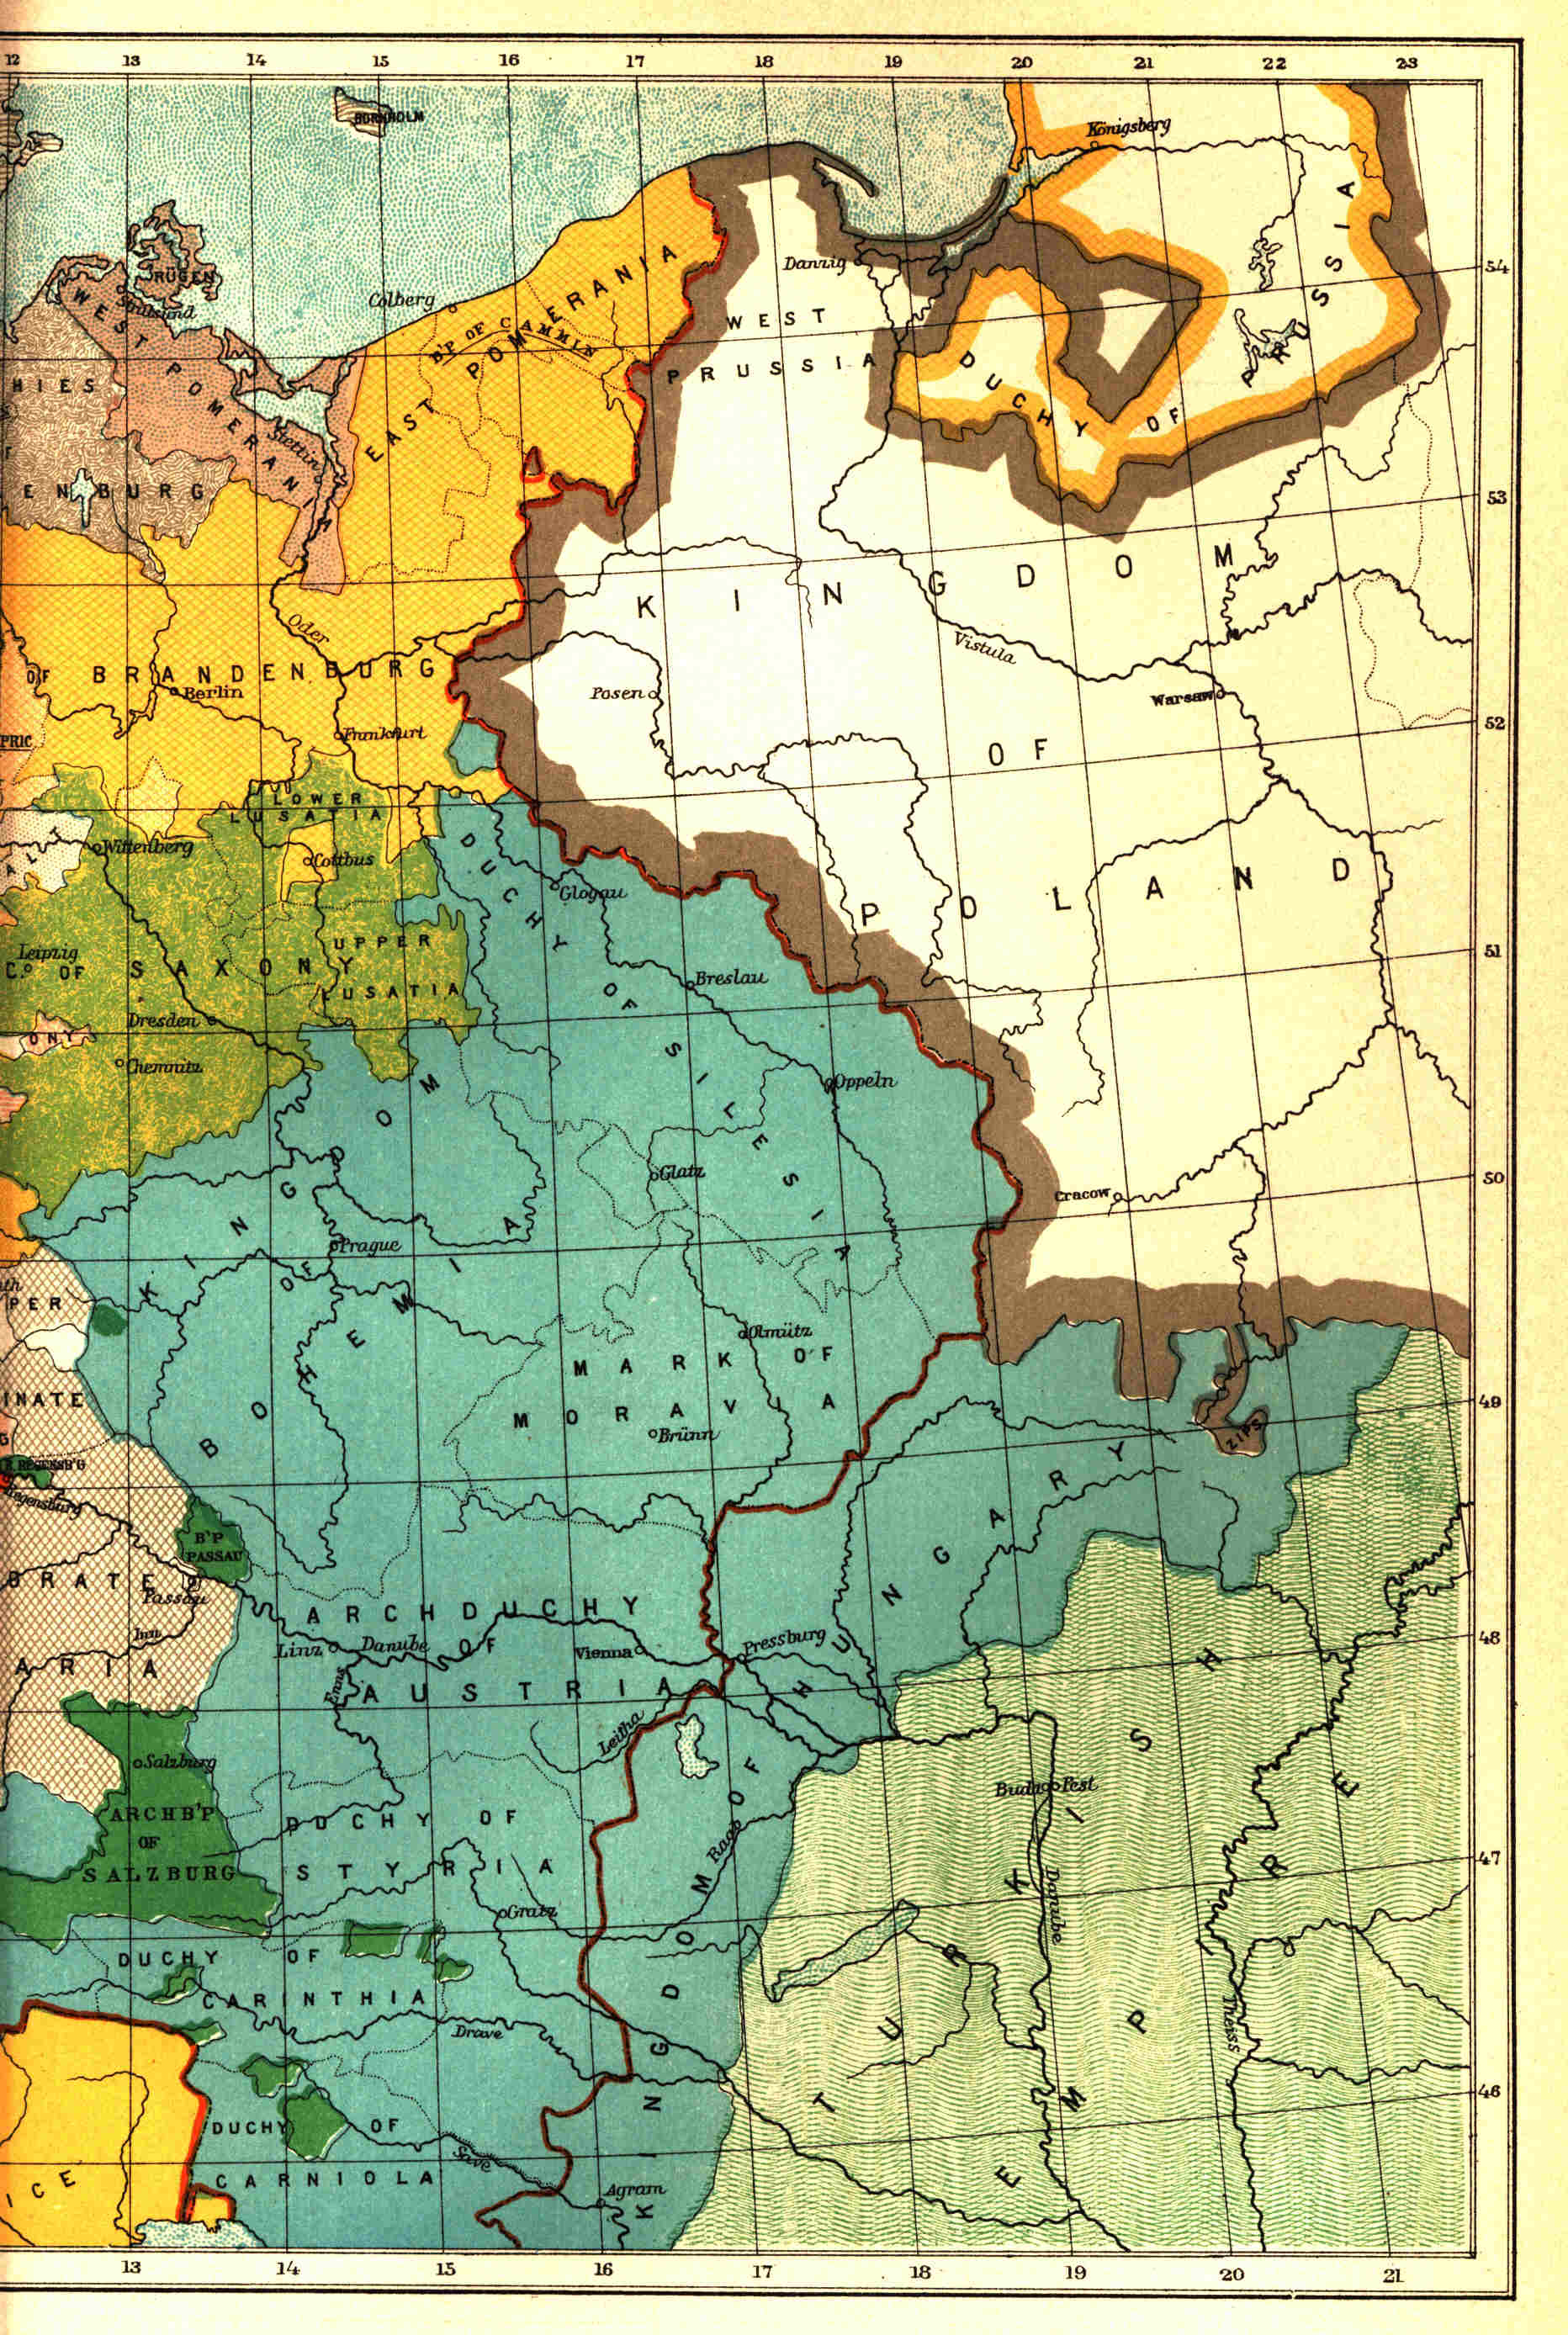 12 13 14 15 16 17 18 19 20 21 22 23
BORNHOLM
Königsberg
RÜGEN
Stralsund
Colberg
Danzig
54
WEST POMERANIA
EAST POMERANIA
B'P OF CAMMIN
WEST
PRUSSIA
DUCHY OF PRUSSIA
HIES
Stettin
ENBURG
53
KINGDOM
Oder
Vistula
OF BRANDENBURG
Berlin
Posen
Warsaw
52
PRIC.
Frankfurt
OF
LOWER
LUSATIA
ALT
Wittenberg
Cottbus
DUCHY OF SILESIA
Glogau
POLAND
Leipzig
C.o OF SAXONY
UPPER
LUSATIA
Breslau
51
Dresden
ONY
Chemnitz
Oppeln
50
KINGDOM
Glatz
Cracow
Prague
OF
BOHEMIA
PER
Olmütz
MARK OF
MORAVIA
49
INATE
Brünn
ZIPS
RESENSB'G
Regensburg
B'P
PASSAU
KINGDOM OF HUNGARY
BRATE
Passau
ARCHDUCHY
Inn
Linz
Danube
OF
Vienna
Pressburg
48
ARIA
Enns
AUSTRIA
Leitha
Salzburg
ARCHB'P
OF
SALZBURG
DUCHY OF
STYRIA
Raab
Buda
Pest
47
Gratz
Danube
TURKISH
EMPIRE
DUCHY OF
CARINTHIA
Drave
Theiss
46
DUCHY OF
CARNIOLA
Save
ICE
Agram
13 14 15 16 17 18 19 20 21